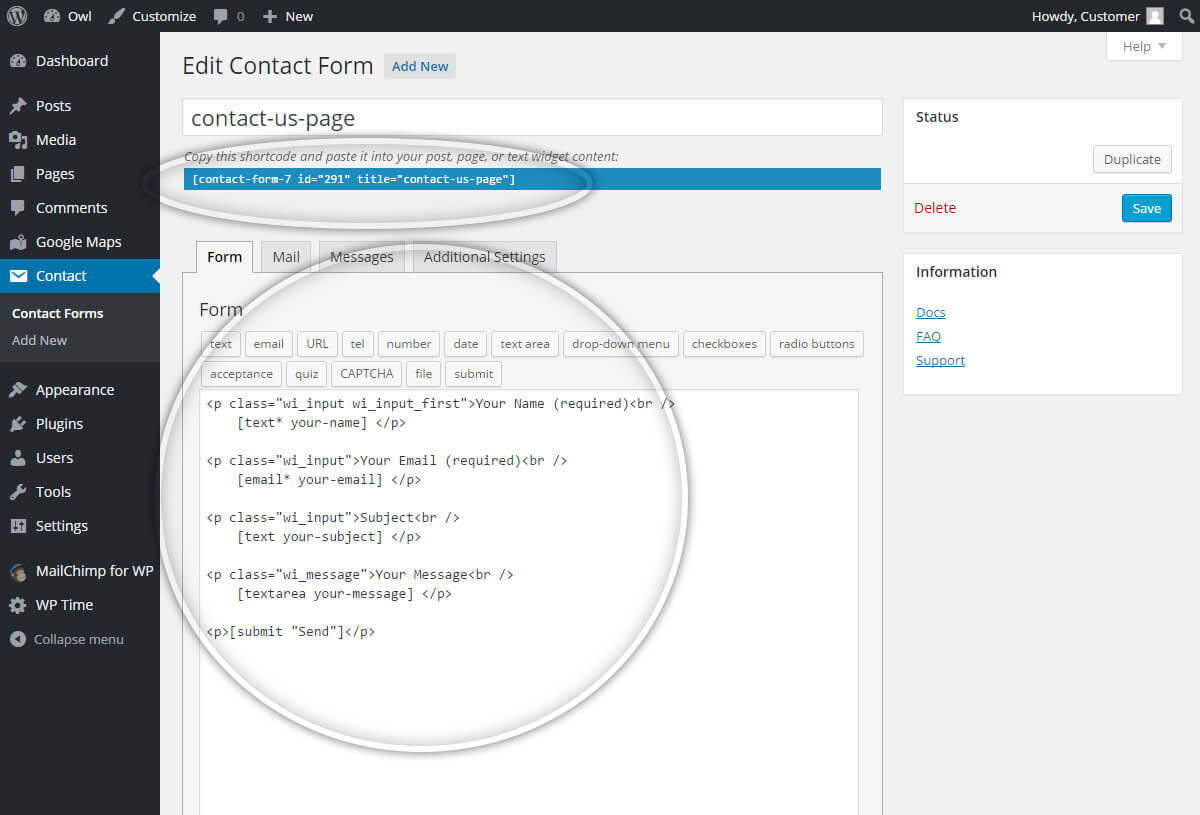 Owl Customize 0 New Howdy, Customer
Help
Dashboard
Posts
Media
Pages
Comments
Google Maps
Contact
Contact Forms
Add New
Appearance
Plugins
Users
Tools
Settings
MailChimp for WP
WP Time
Collapse menu
Edit Contact Form Add New
contact-us-page
Copy this shortcode and paste it into your post, page, or text widget content:
[contact-form-7 id="291" title="contact-us-page"]
Form Mail Messages Additional Settings
Form
text email URL tel number date text area drop-down menu checkboxes radio buttons
acceptance quiz CAPTCHA file submit
<p class="wi_input wi_input_first">Your Name (required)<br />
[text* your-name] </p>
<p class="wi_input">Your Email (required)<br />
[email* your-email] </p>
<p class="wi_input">Subject<br />
[text your-subject] </p>
<p class="wi_message">Your Message<br />
[textarea your-message] </p>
<p>[submit "Send"]</p>
Status
Duplicate
Delete Save
Information
Docs
FAQ
Support